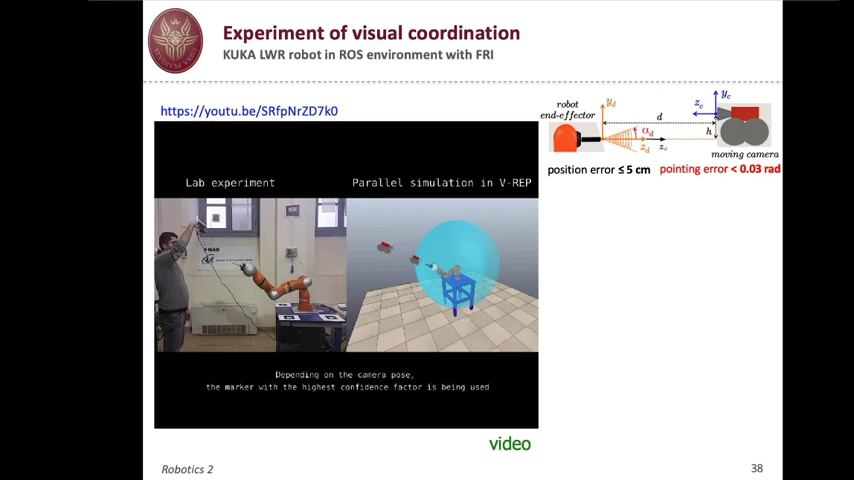 Experiment of visual coordination
KUKA LWR robot in ROS environment with FRI
https://youtu.be/SRfpNrZD7k0
robot
end-effector
y_d
α_d
z_d
z_e
d
h
z_c
y_c
moving camera
position error ≤ 5 cm pointing error < 0.03 rad
Lab experiment
Parallel simulation in V-REP
Depending on the camera pose,
the marker with the highest confidence factor is being used
video
Robotics 2
38